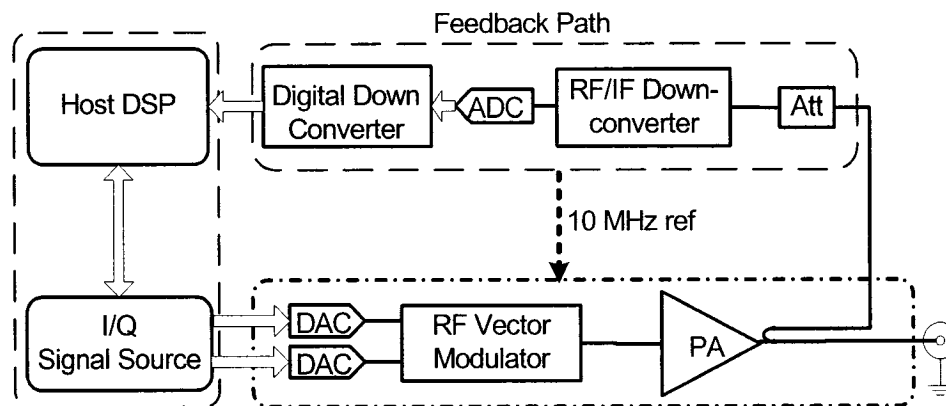 Feedback Path
Host DSP
Digital Down
Converter
ADC
RF/IF Down-
converter
Att
10 MHz ref
I/Q
Signal Source
DAC
DAC
RF Vector
Modulator
PA